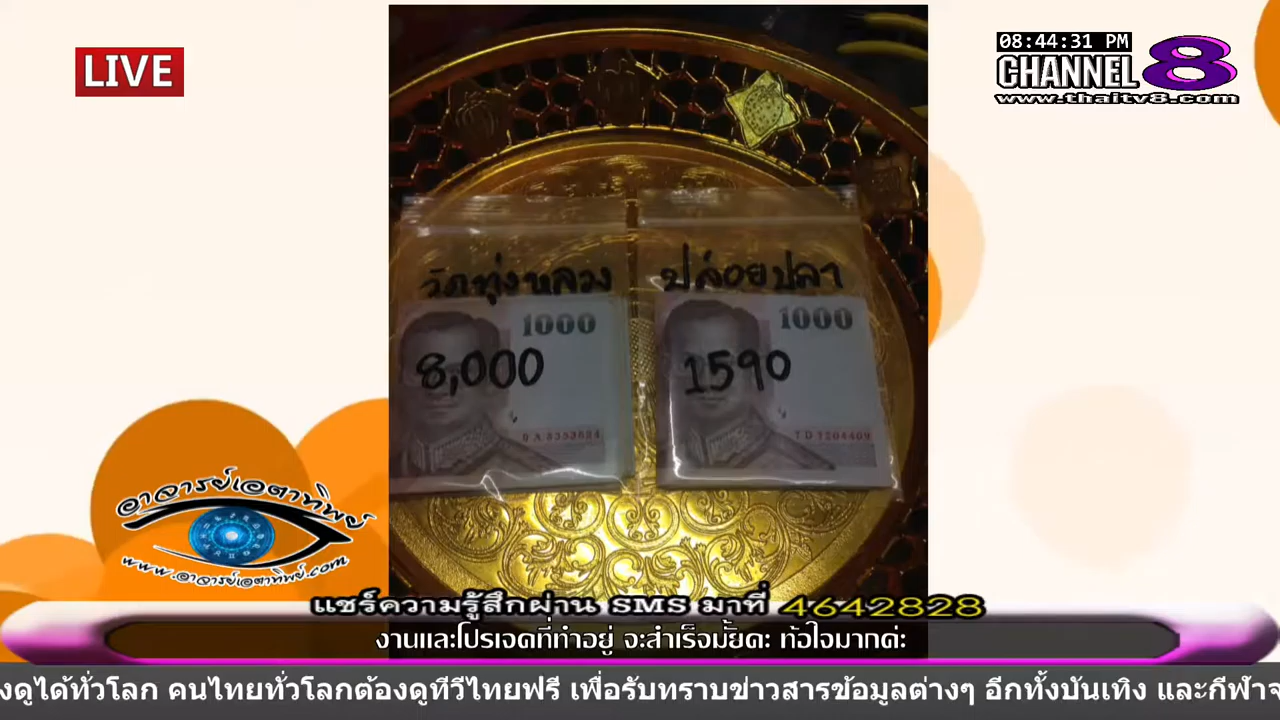 LIVE
08:44:31 PM
CHANNEL 8
www.thaitv8.com
วัดทุ่งหลวง
ปล่อยปลา
1000
1000
8,000
1590
อาจารย์เอตาทิพย์
www.อาจารย์เอตาทิพย์.com
แชร์ความรู้สึกผ่าน SMS มาที่ 4642828
งานและโปรเจคที่ทำอยู่ จะสำเร็จมั้ยคะ ท้อใจมากค่ะ
งดูได้ทั่วโลก คนไทยทั่วโลกต้องดูทีวีไทยฟรี เพื่อรับทราบข่าวสารข้อมูลต่างๆ อีกทั้งบันเทิง และกีฬาจ